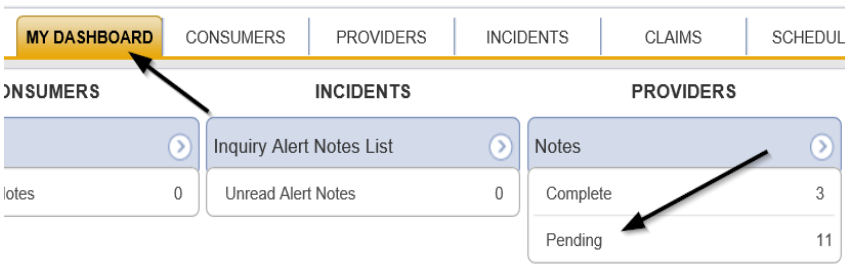 MY DASHBOARD CONSUMERS PROVIDERS INCIDENTS CLAIMS SCHEDUL
ONSUMERS INCIDENTS PROVIDERS
Inquiry Alert Notes List Notes
lotes 0 Unread Alert Notes 0 Complete 3
Pending 11